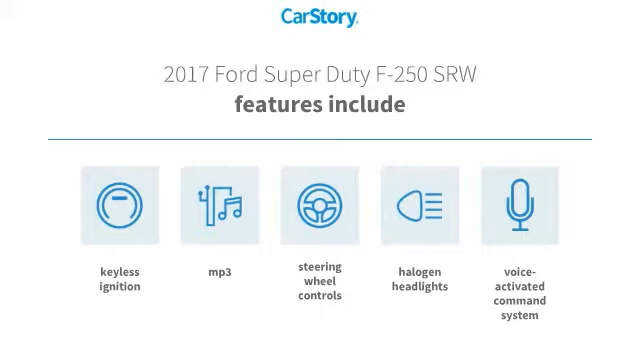 CarStory
2017 Ford Super Duty F-250 SRW
features include
keyless
ignition
mp3
steering
wheel
controls
halogen
headlights
voice-
activated
command
system